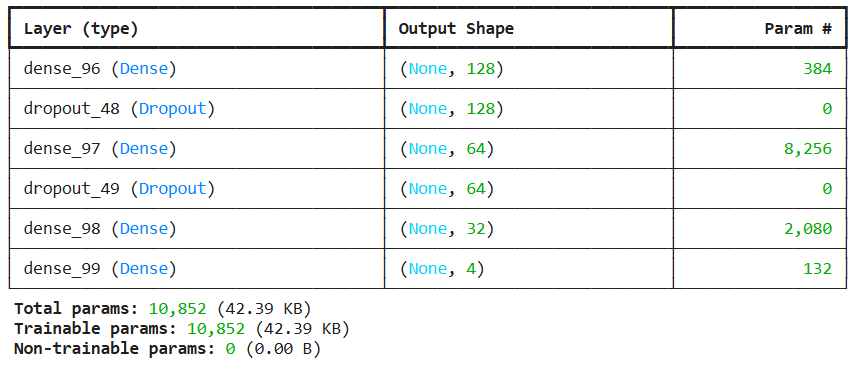 Layer (type) Output Shape Param #
dense_96 (Dense) (None, 128) 384
dropout_48 (Dropout) (None, 128) 0
dense_97 (Dense) (None, 64) 8,256
dropout_49 (Dropout) (None, 64) 0
dense_98 (Dense) (None, 32) 2,080
dense_99 (Dense) (None, 4) 132
Total params: 10,852 (42.39 KB)
Trainable params: 10,852 (42.39 KB)
Non-trainable params: 0 (0.00 B)